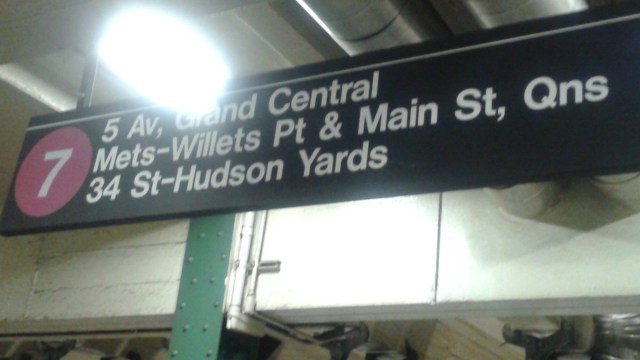 7
5 Av, Grand Central
Mets-Willets Pt & Main St, Qns
34 St-Hudson Yards